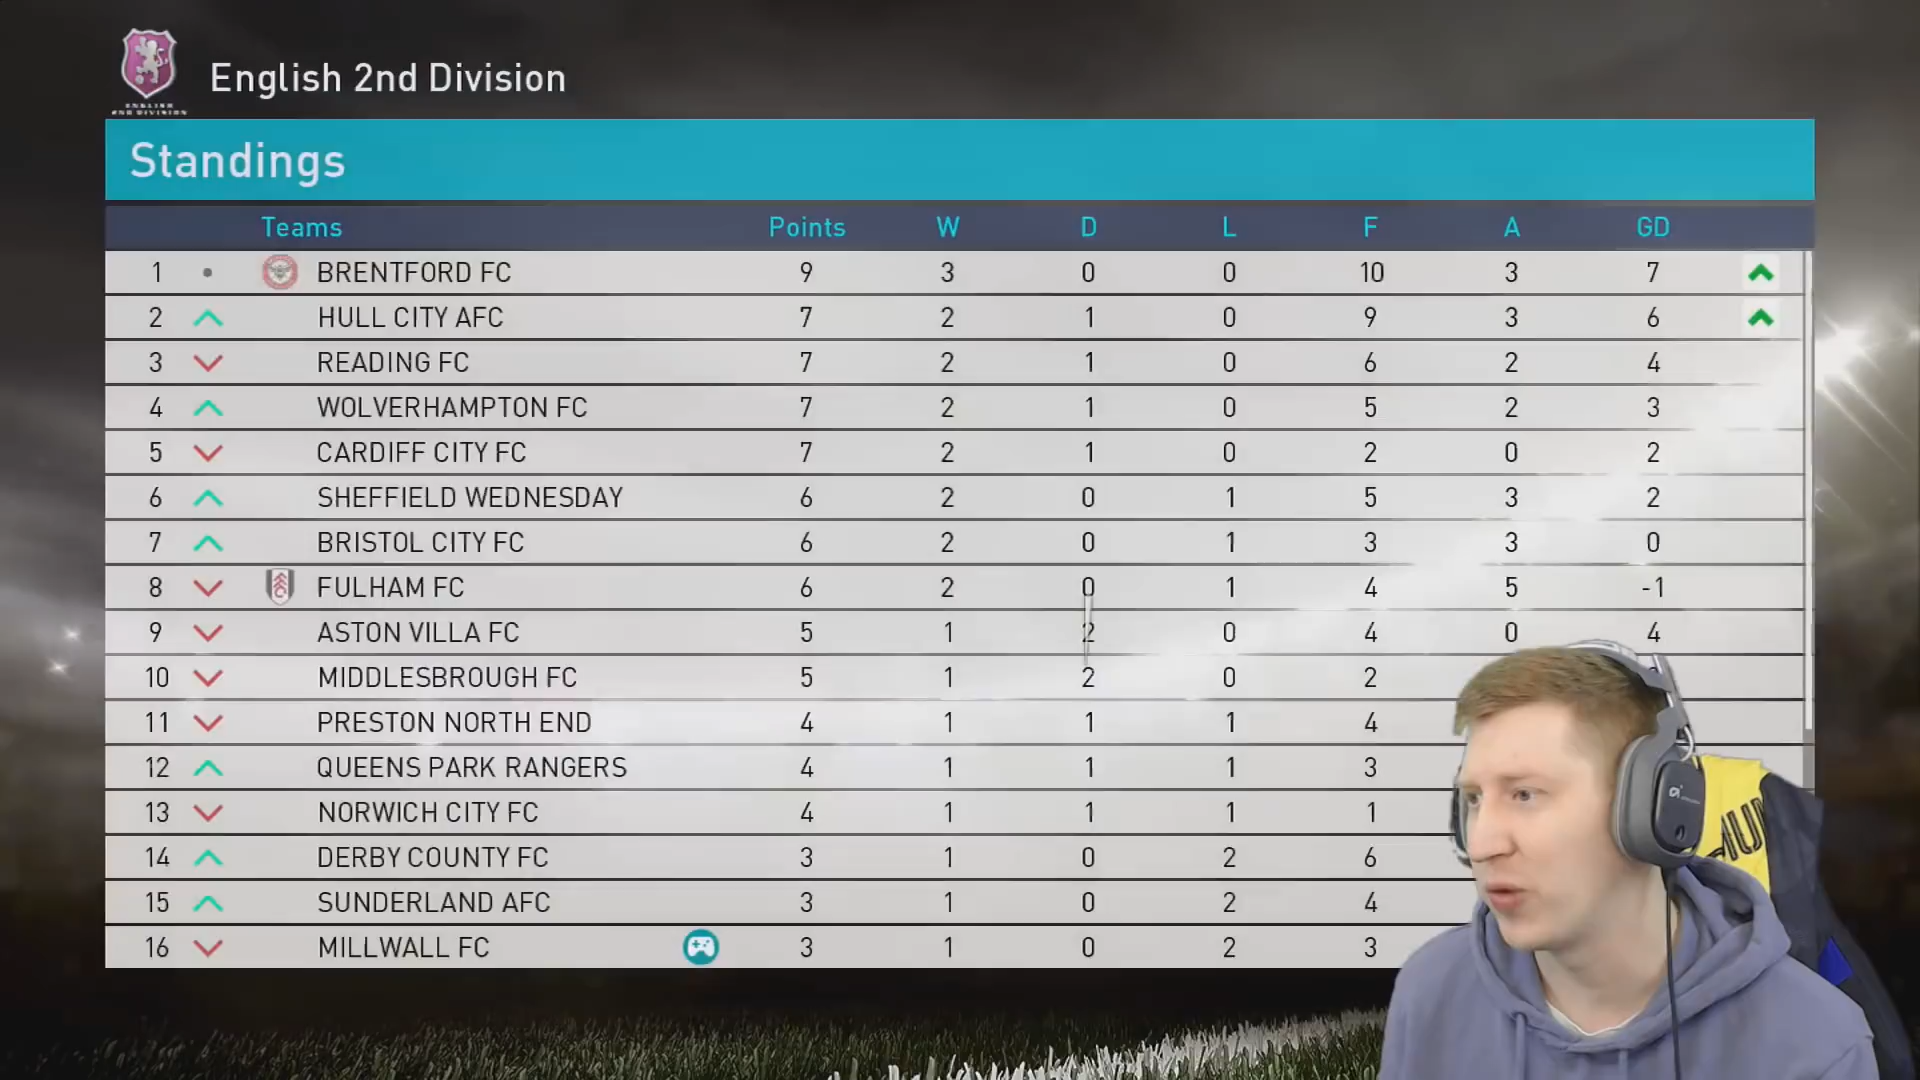 ENGLISH
2ND DIVISION
English 2nd Division
Standings
Teams Points W D L F A GD
1 BRENTFORD FC 9 3 0 0 10 3 7
2 HULL CITY AFC 7 2 1 0 9 3 6
3 READING FC 7 2 1 0 6 2 4
4 WOLVERHAMPTON FC 7 2 1 0 5 2 3
5 CARDIFF CITY FC 7 2 1 0 2 0 2
6 SHEFFIELD WEDNESDAY 6 2 0 1 5 3 2
7 BRISTOL CITY FC 6 2 0 1 3 3 0
8 FULHAM FC 6 2 0 1 4 5 -1
9 ASTON VILLA FC 5 1 2 0 4 0 4
10 MIDDLESBROUGH FC 5 1 2 0 2
11 PRESTON NORTH END 4 1 1 1 4
12 QUEENS PARK RANGERS 4 1 1 1 3
13 NORWICH CITY FC 4 1 1 1 1
14 DERBY COUNTY FC 3 1 0 2 6
15 SUNDERLAND AFC 3 1 0 2 4
16 MILLWALL FC 3 1 0 2 3